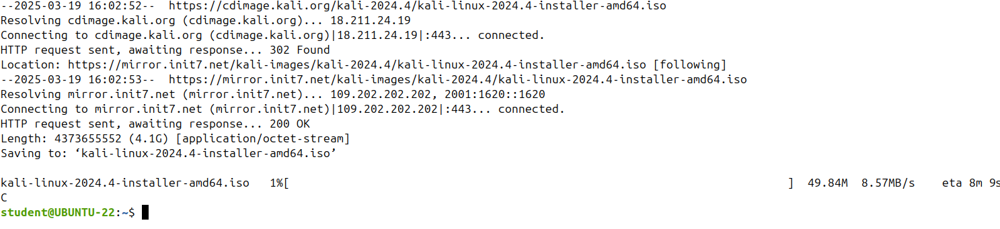 --2025-03-19 16:02:52--  https://cdimage.kali.org/kali-2024.4/kali-linux-2024.4-installer-amd64.iso
Resolving cdimage.kali.org (cdimage.kali.org)... 18.211.24.19
Connecting to cdimage.kali.org (cdimage.kali.org)|18.211.24.19|:443... connected.
HTTP request sent, awaiting response... 302 Found
Location: https://mirror.init7.net/kali-images/kali-2024.4/kali-linux-2024.4-installer-amd64.iso [following]
--2025-03-19 16:02:53--  https://mirror.init7.net/kali-images/kali-2024.4/kali-linux-2024.4-installer-amd64.iso
Resolving mirror.init7.net (mirror.init7.net)... 109.202.202.202, 2001:1620::1620
Connecting to mirror.init7.net (mirror.init7.net)|109.202.202.202|:443... connected.
HTTP request sent, awaiting response... 200 OK
Length: 4373655552 (4.1G) [application/octet-stream]
Saving to: ‘kali-linux-2024.4-installer-amd64.iso’
kali-linux-2024.4-installer-amd64.iso   1%[                                                                          ]  49.84M  8.57MB/s    eta 8m 9s
C
student@UBUNTU-22:~$